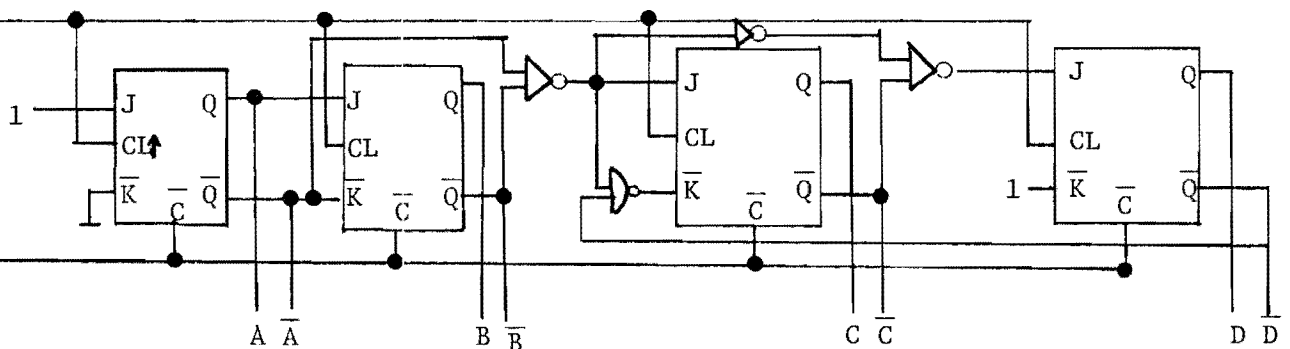 1 J Q
CL↑
K̅ C̅ Q̅
J Q
CL
K̅ C̅ Q̅
J Q
CL
K̅ C̅ Q̅
J Q
CL
1 K̅ C̅ Q̅
A A̅ B B̅ C C̅ D D̅